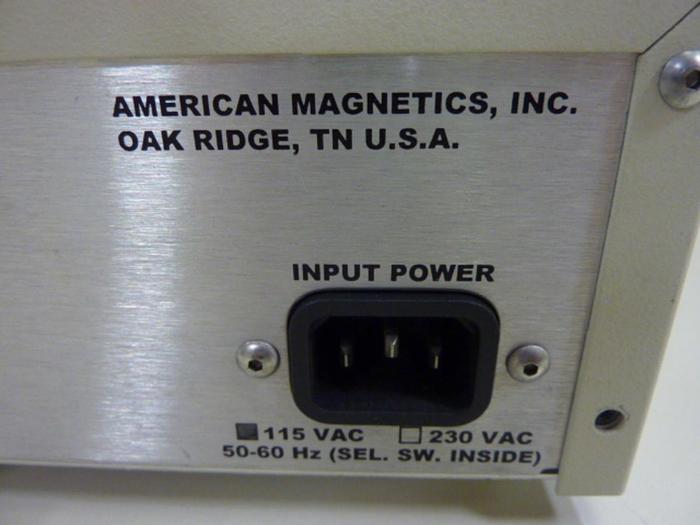 AMERICAN MAGNETICS, INC.
OAK RIDGE, TN U.S.A.
INPUT POWER
115 VAC 230 VAC
50-60 Hz (SEL. SW. INSIDE)